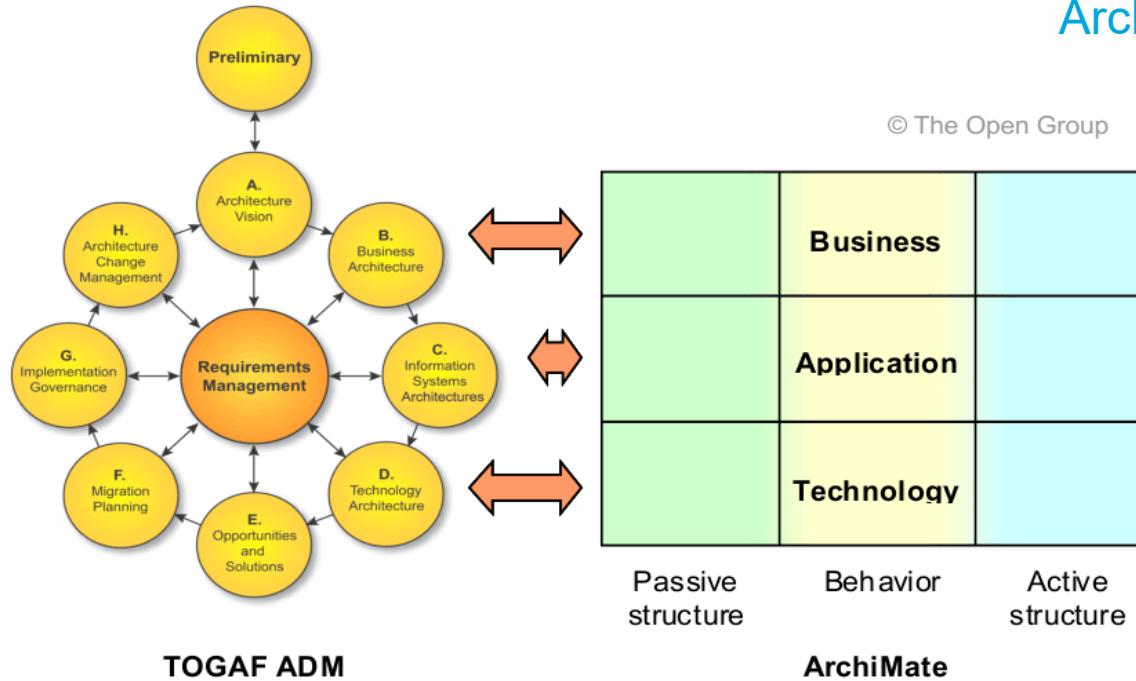 Arch
© The Open Group
Preliminary
A.
Architecture
Vision
B.
Business
Architecture
C.
Information
Systems
Architectures
D.
Technology
Architecture
E.
Opportunities
and
Solutions
F.
Migration
Planning
G.
Implementation
Governance
H.
Architecture
Change
Management
Requirements
Management
TOGAF ADM
Business
Application
Technology
Passive
structure
Behavior
Active
structure
ArchiMate